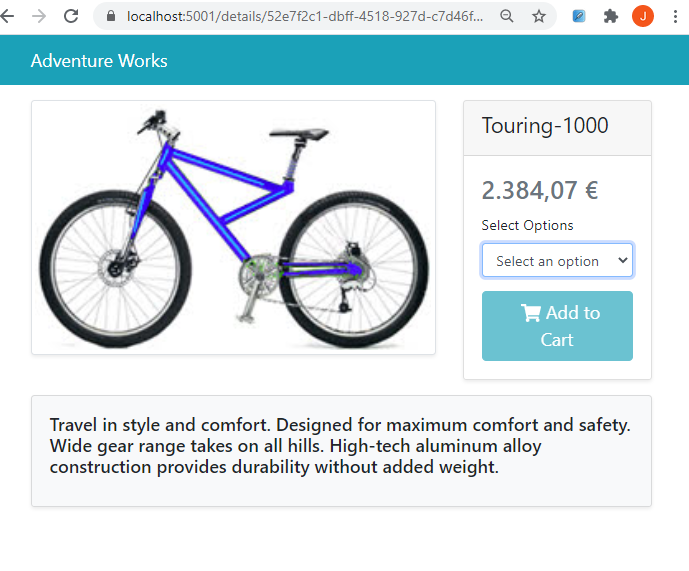 localhost:5001/details/52e7f2c1-dbff-4518-927d-c7d46f...
J
Adventure Works
Touring-1000
2.384,07 €
Select Options
Select an option
Add to
Cart
Travel in style and comfort. Designed for maximum comfort and safety.
Wide gear range takes on all hills. High-tech aluminum alloy
construction provides durability without added weight.